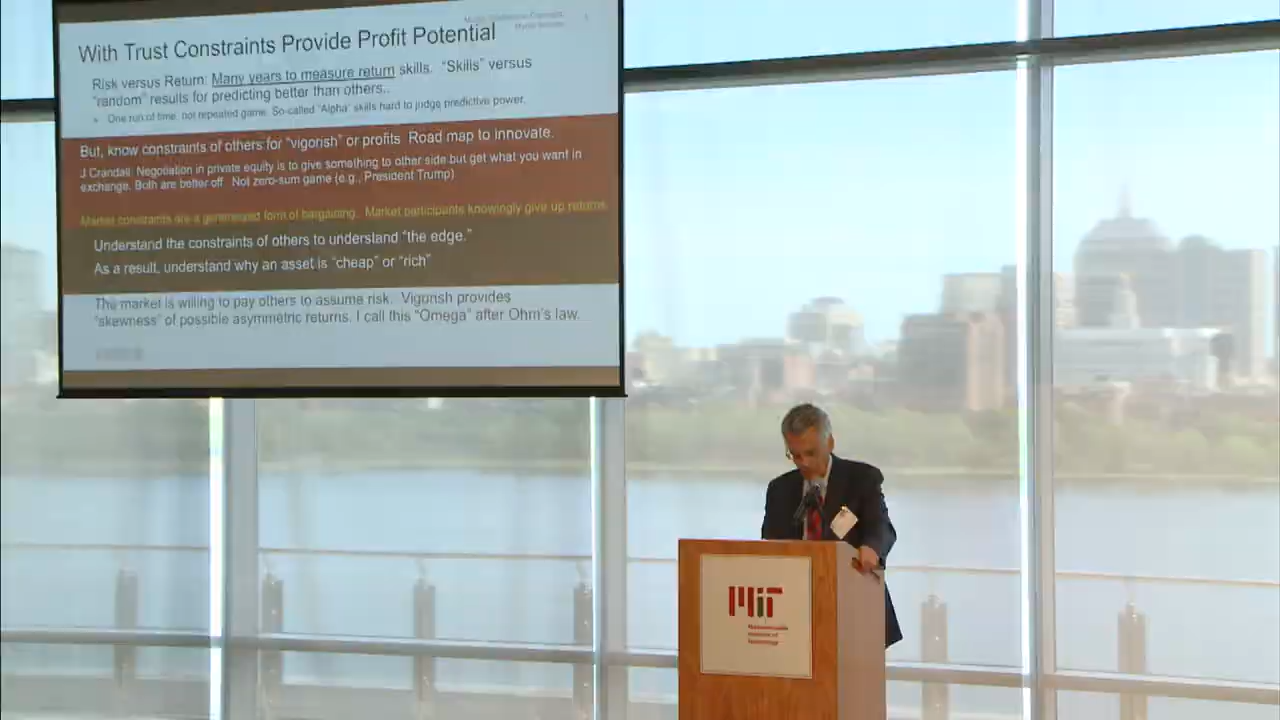 With Trust Constraints Provide Profit Potential
Risk versus Return: Many years to measure return skills. "Skills" versus
"random" results for predicting better than others..
One run of time, not repeated game. So-called "Alpha" skills hard to judge predictive power.
But, know constraints of others for "vigorish" or profits. Road map to innovate.
J Crandall: Negotiation in private equity is to give something to other side but get what you want in
exchange. Both are better off. Not zero-sum game (e.g., President Trump)
Market constraints are a generalized form of bargaining. Market participants knowingly give up returns.
Understand the constraints of others to understand "the edge."
As a result, understand why an asset is "cheap" or "rich"
The market is willing to pay others to assume risk. Vigorish provides
"skewness" of possible asymmetric returns. I call this "Omega" after Ohm's law.
MIT
Massachusetts
Institute of
Technology